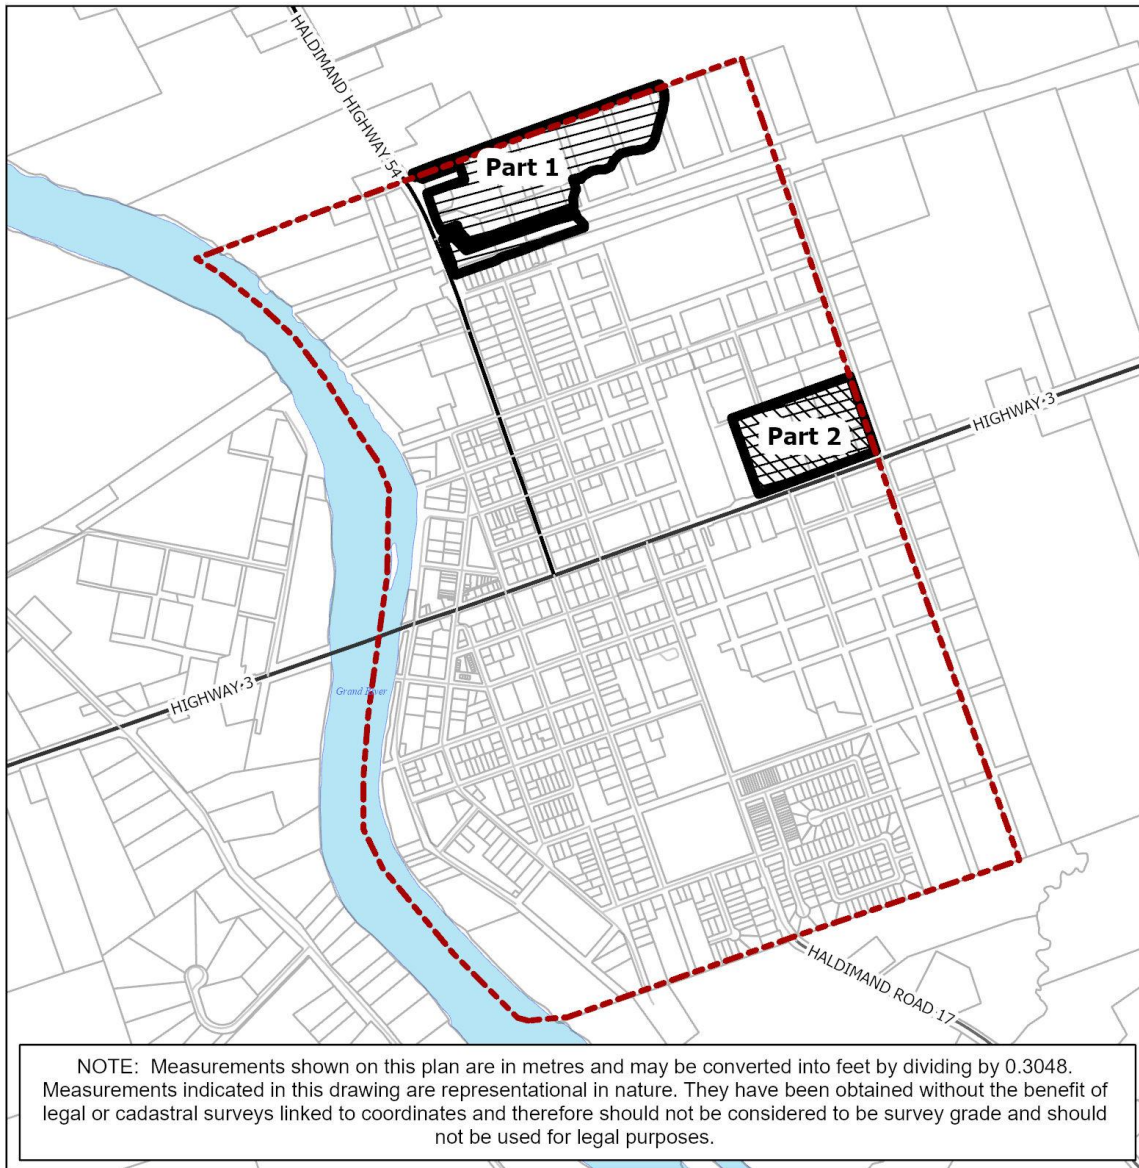 HALDIMAND HIGHWAY 54
Part 1
HIGHWAY 3
Part 2
HIGHWAY 3
Grand River
HALDIMAND ROAD 17
NOTE: Measurements shown on this plan are in metres and may be converted into feet by dividing by 0.3048.
Measurements indicated in this drawing are representational in nature. They have been obtained without the benefit of
legal or cadastral surveys linked to coordinates and therefore should not be considered to be survey grade and should
not be used for legal purposes.